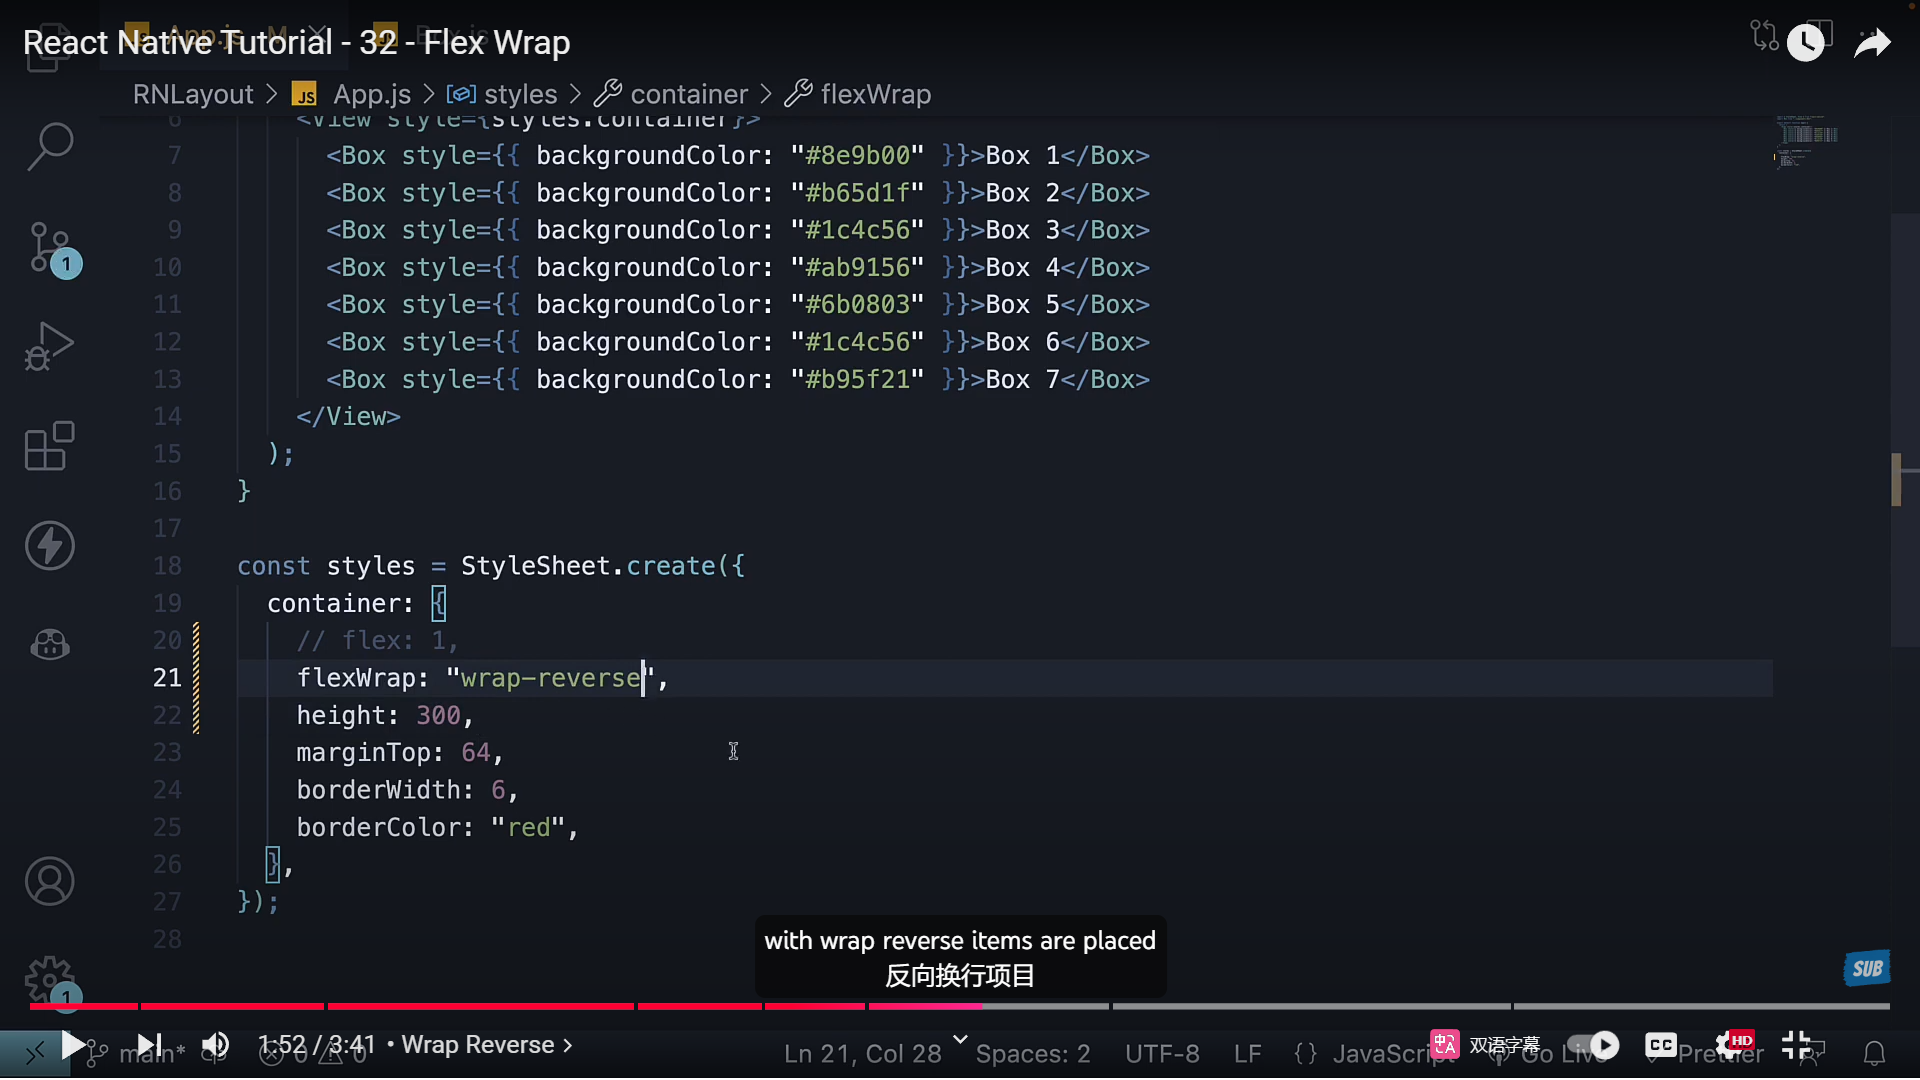 React Native Tutorial - 32 - Flex Wrap
RNLayout > JS App.js > styles > container > flexWrap
6 <View style={styles.container}>
7 <Box style={{ backgroundColor: "#8e9b00" }}>Box 1</Box>
8 <Box style={{ backgroundColor: "#b65d1f" }}>Box 2</Box>
9 <Box style={{ backgroundColor: "#1c4c56" }}>Box 3</Box>
10 <Box style={{ backgroundColor: "#ab9156" }}>Box 4</Box>
11 <Box style={{ backgroundColor: "#6b0803" }}>Box 5</Box>
12 <Box style={{ backgroundColor: "#1c4c56" }}>Box 6</Box>
13 <Box style={{ backgroundColor: "#b95f21" }}>Box 7</Box>
14 </View>
15 );
16 }
17
18 const styles = StyleSheet.create({
19 container: {
20 // flex: 1,
21 flexWrap: "wrap-reverse",
22 height: 300,
23 marginTop: 64,
24 borderWidth: 6,
25 borderColor: "red",
26 },
27 });
28
1
1
with wrap reverse items are placed
反向换行项目
SUB
1:52 / 3:41 • Wrap Reverse >
main*
Ln 21, Col 28
Spaces: 2
UTF-8
LF
{} JavaScript
双语字幕
Go Live
CC
HD
Prettier